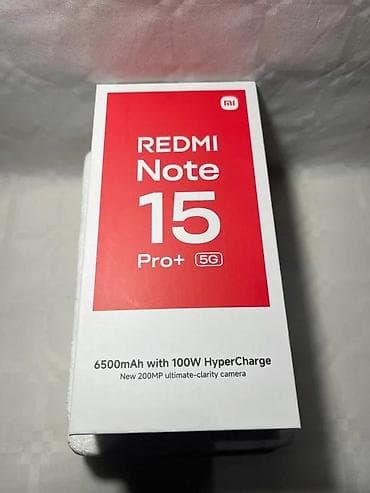 mi
REDMI
Note
15
Pro+ 5G
6500mAh with 100W HyperCharge
New 200MP ultimate-clarity camera